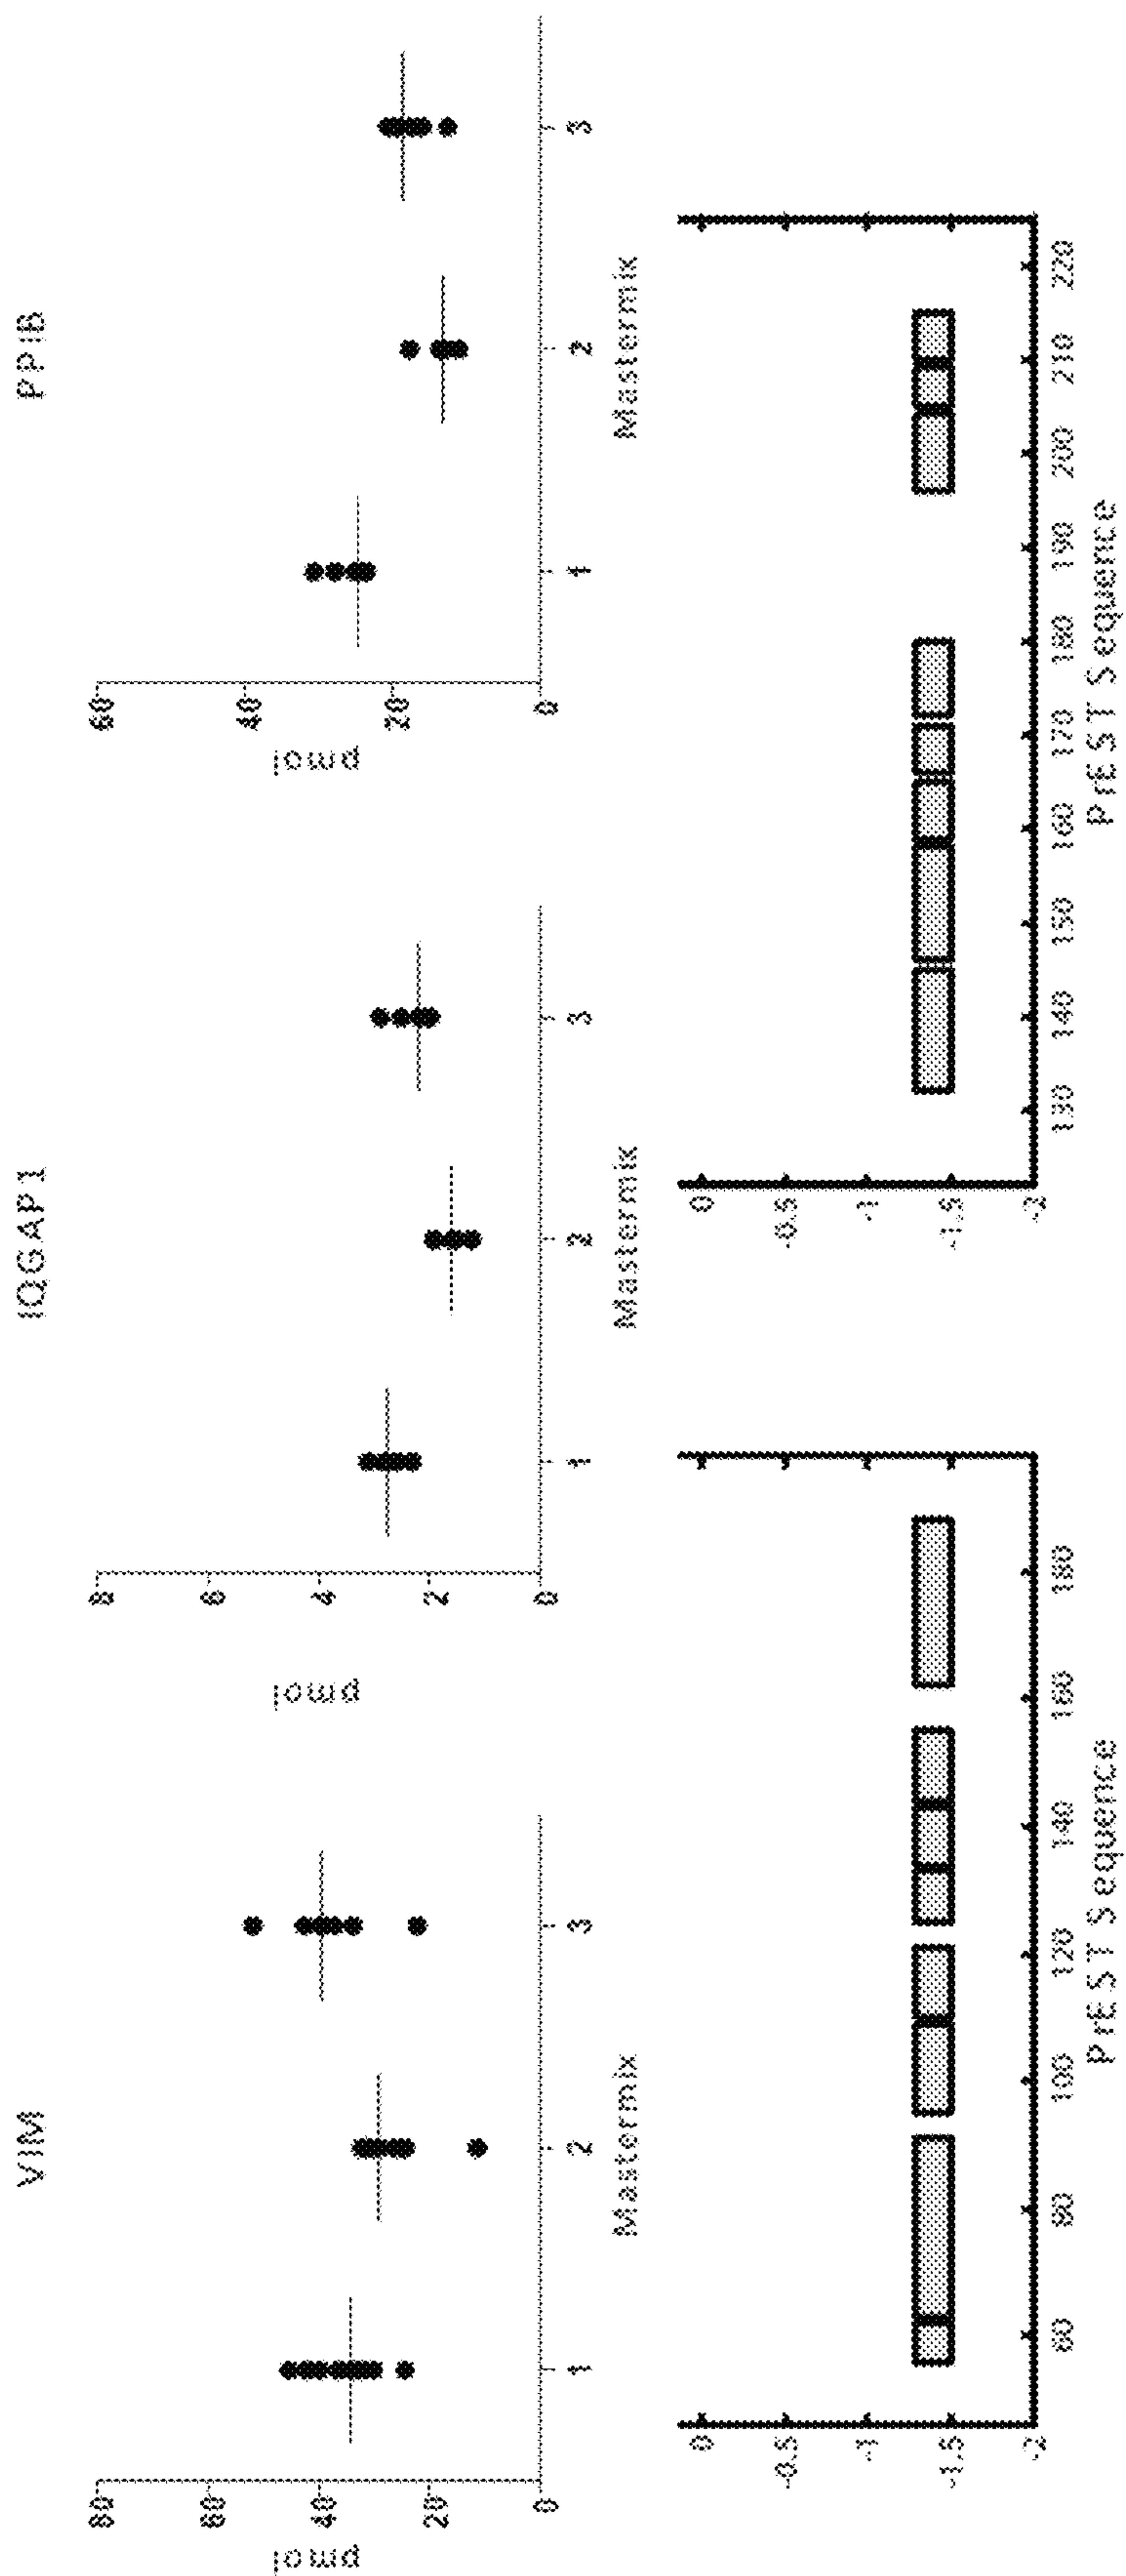 VIM
pmol
80
60
40
20
0
1 2 3
Mastermix
IQGAP1
pmol
8
6
4
2
0
1 2 3
Mastermix
PPIB
pmol
60
40
20
0
1 2 3
Mastermix
0
-0.5
-1
-1.5
-2
60 80 100 120 140 160 180
PrEST Sequence
0
-0.5
-1
-1.5
-2
130 140 150 160 170 180 190 200 210 220
PrEST Sequence